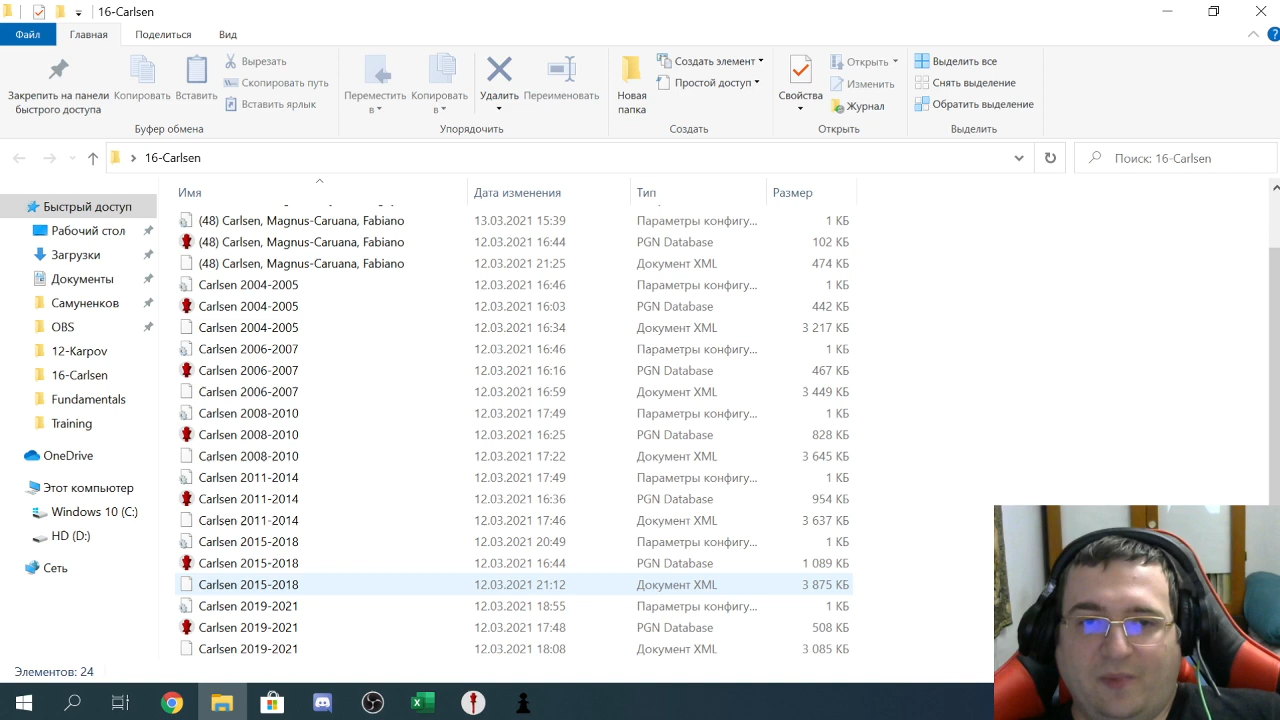 16-Carlsen
Файл Главная Поделиться Вид
Закрепить на панели быстрого доступа
Копировать
Вставить
Вырезать
Скопировать путь
Вставить ярлык
Буфер обмена
Переместить в
Копировать в
Удалить
Переименовать
Упорядочить
Новая папка
Создать элемент
Простой доступ
Создать
Свойства
Открыть
Изменить
Журнал
Открыть
Выделить все
Снять выделение
Обратить выделение
Выделить
16-Carlsen
Поиск: 16-Carlsen
Быстрый доступ
Рабочий стол
Загрузки
Документы
Самуненков
OBS
12-Karpov
16-Carlsen
Fundamentals
Training
OneDrive
Этот компьютер
Windows 10 (C:)
HD (D:)
Сеть
Имя Дата изменения Тип Размер
(48) Carlsen, Magnus-Caruana, Fabiano 13.03.2021 15:39 Параметры конфигу... 1 КБ
(48) Carlsen, Magnus-Caruana, Fabiano 12.03.2021 16:44 PGN Database 102 КБ
(48) Carlsen, Magnus-Caruana, Fabiano 12.03.2021 21:25 Документ XML 474 КБ
Carlsen 2004-2005 12.03.2021 16:46 Параметры конфигу... 1 КБ
Carlsen 2004-2005 12.03.2021 16:03 PGN Database 442 КБ
Carlsen 2004-2005 12.03.2021 16:34 Документ XML 3 217 КБ
Carlsen 2006-2007 12.03.2021 16:46 Параметры конфигу... 1 КБ
Carlsen 2006-2007 12.03.2021 16:16 PGN Database 467 КБ
Carlsen 2006-2007 12.03.2021 16:59 Документ XML 3 449 КБ
Carlsen 2008-2010 12.03.2021 17:49 Параметры конфигу... 1 КБ
Carlsen 2008-2010 12.03.2021 16:25 PGN Database 828 КБ
Carlsen 2008-2010 12.03.2021 17:22 Документ XML 3 645 КБ
Carlsen 2011-2014 12.03.2021 17:49 Параметры конфигу... 1 КБ
Carlsen 2011-2014 12.03.2021 16:36 PGN Database 954 КБ
Carlsen 2011-2014 12.03.2021 17:46 Документ XML 3 637 КБ
Carlsen 2015-2018 12.03.2021 20:49 Параметры конфигу... 1 КБ
Carlsen 2015-2018 12.03.2021 16:44 PGN Database 1 089 КБ
Carlsen 2015-2018 12.03.2021 21:12 Документ XML 3 875 КБ
Carlsen 2019-2021 12.03.2021 18:55 Параметры конфигу... 1 КБ
Carlsen 2019-2021 12.03.2021 17:48 PGN Database 508 КБ
Carlsen 2019-2021 12.03.2021 18:08 Документ XML 3 085 КБ
Элементов: 24